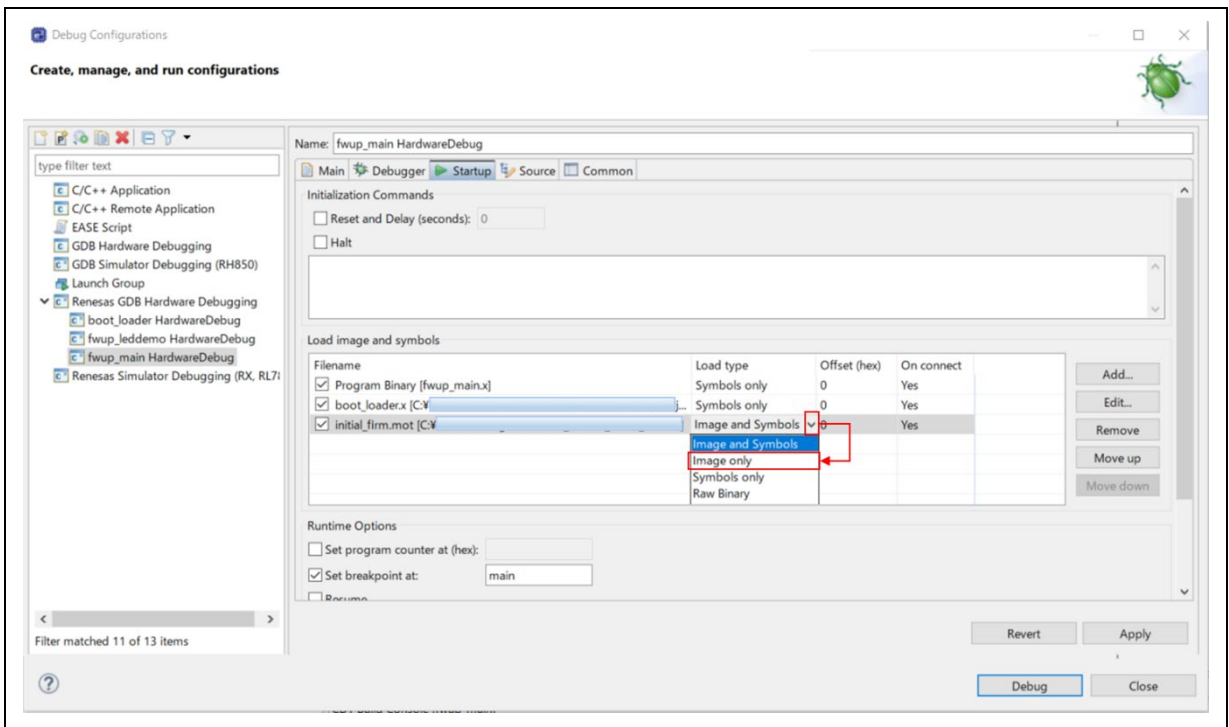 Debug Configurations
Create, manage, and run configurations
type filter text
C/C++ Application
C/C++ Remote Application
EASE Script
GDB Hardware Debugging
GDB Simulator Debugging (RH850)
Launch Group
Renesas GDB Hardware Debugging
boot_loader HardwareDebug
fwup_leddemo HardwareDebug
fwup_main HardwareDebug
Renesas Simulator Debugging (RX, RL78
Filter matched 11 of 13 items
Name: fwup_main HardwareDebug
Main Debugger Startup Source Common
Initialization Commands
Reset and Delay (seconds): 0
Halt
Load image and symbols
Filename Load type Offset (hex) On connect
Program Binary [fwup_main.x] Symbols only 0 Yes
boot_loader.x [C:¥ j... Symbols only 0 Yes
initial_firm.mot [C:¥ Image and Symbols 0 Yes
Image and Symbols
Image only
Symbols only
Raw Binary
Add...
Edit...
Remove
Move up
Move down
Runtime Options
Set program counter at (hex):
Set breakpoint at: main
Resume
Revert Apply
Debug Close